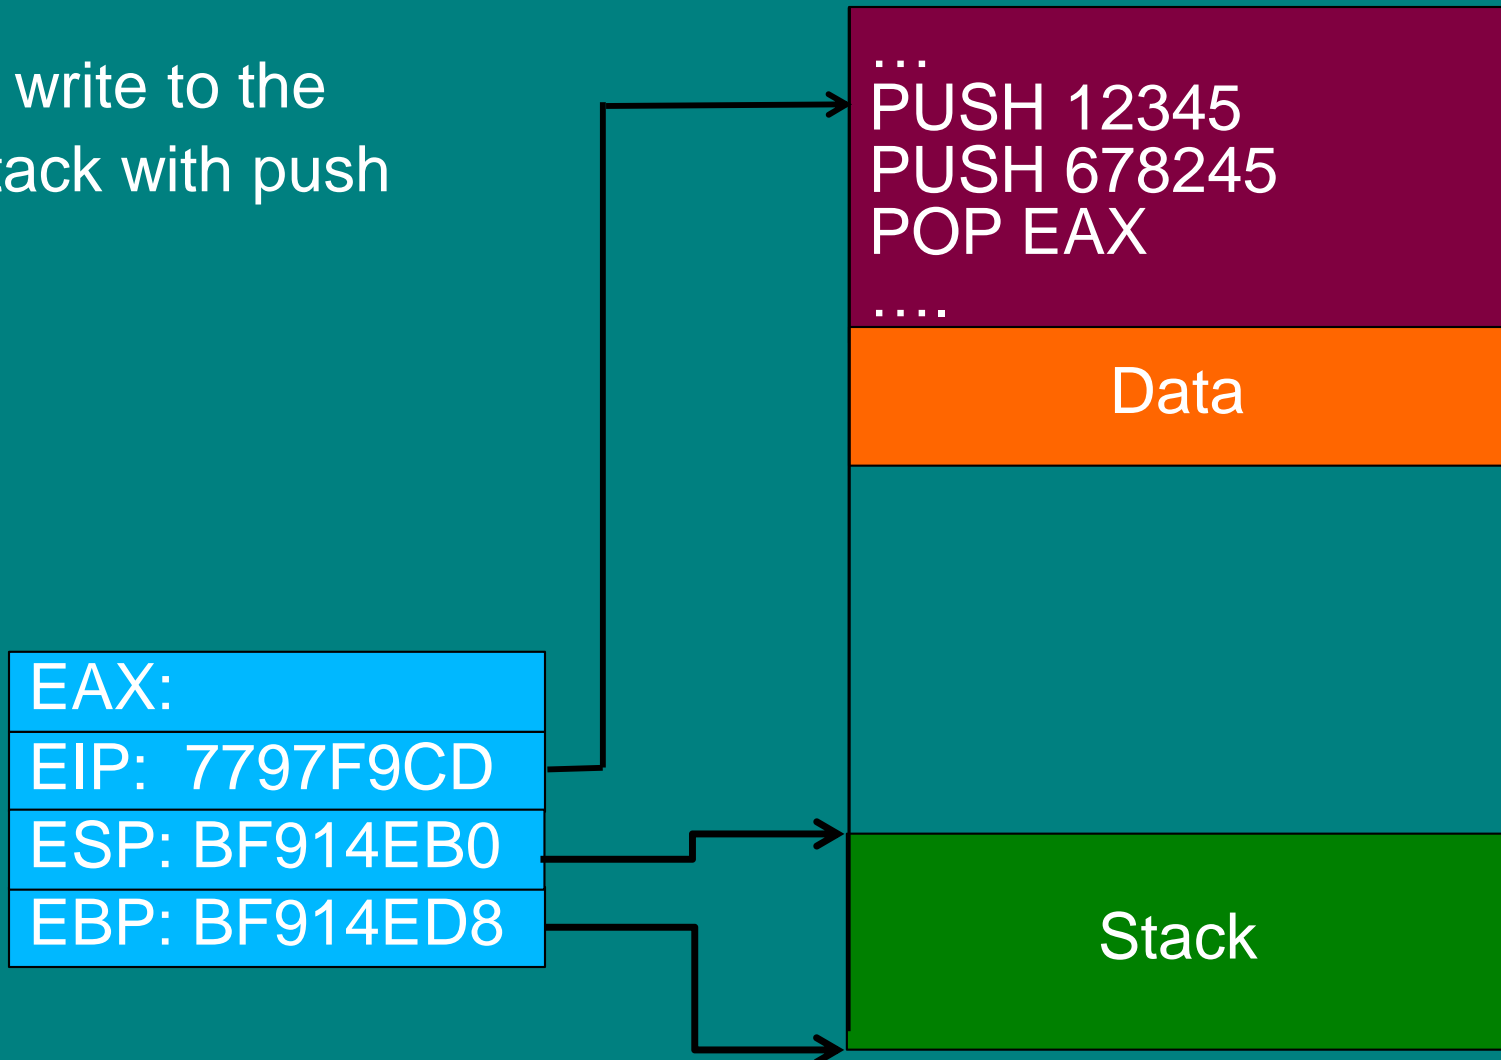 write to the
tack with push
…
PUSH 12345
PUSH 678245
POP EAX
….
Data
EAX:
EIP: 7797F9CD
ESP: BF914EB0
EBP: BF914ED8
Stack